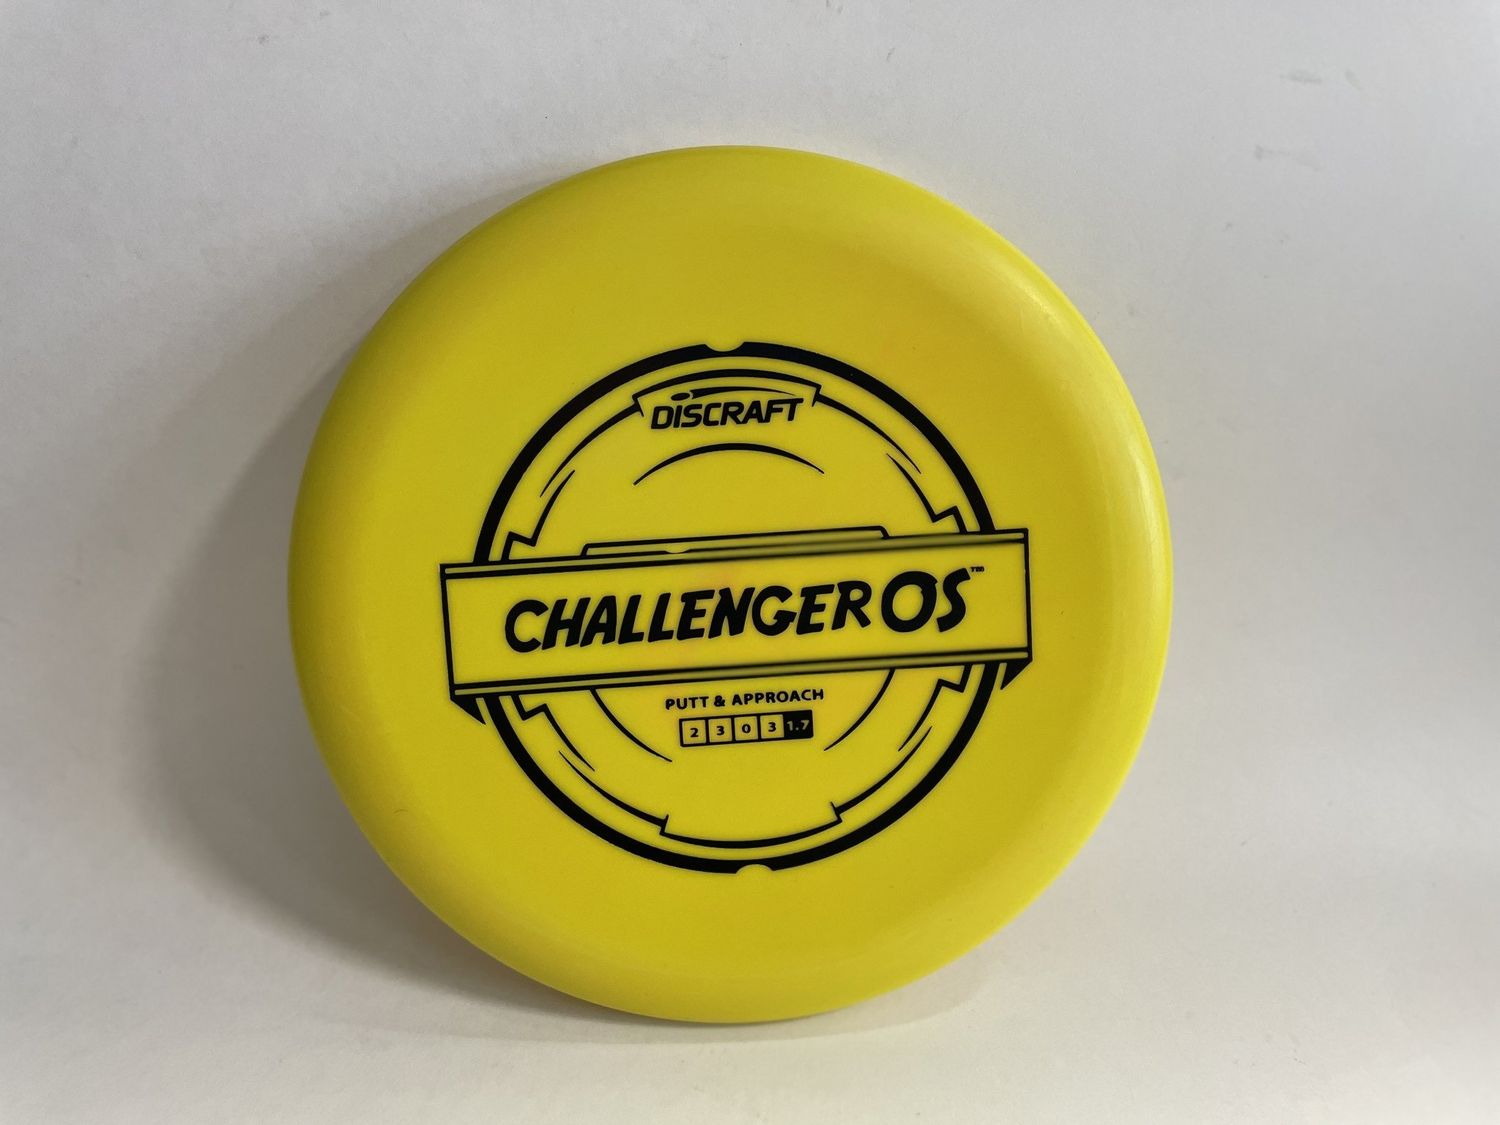 DISCRAFT
CHALLENGER OS™
PUTT & APPROACH
2 3 0 3 1.7